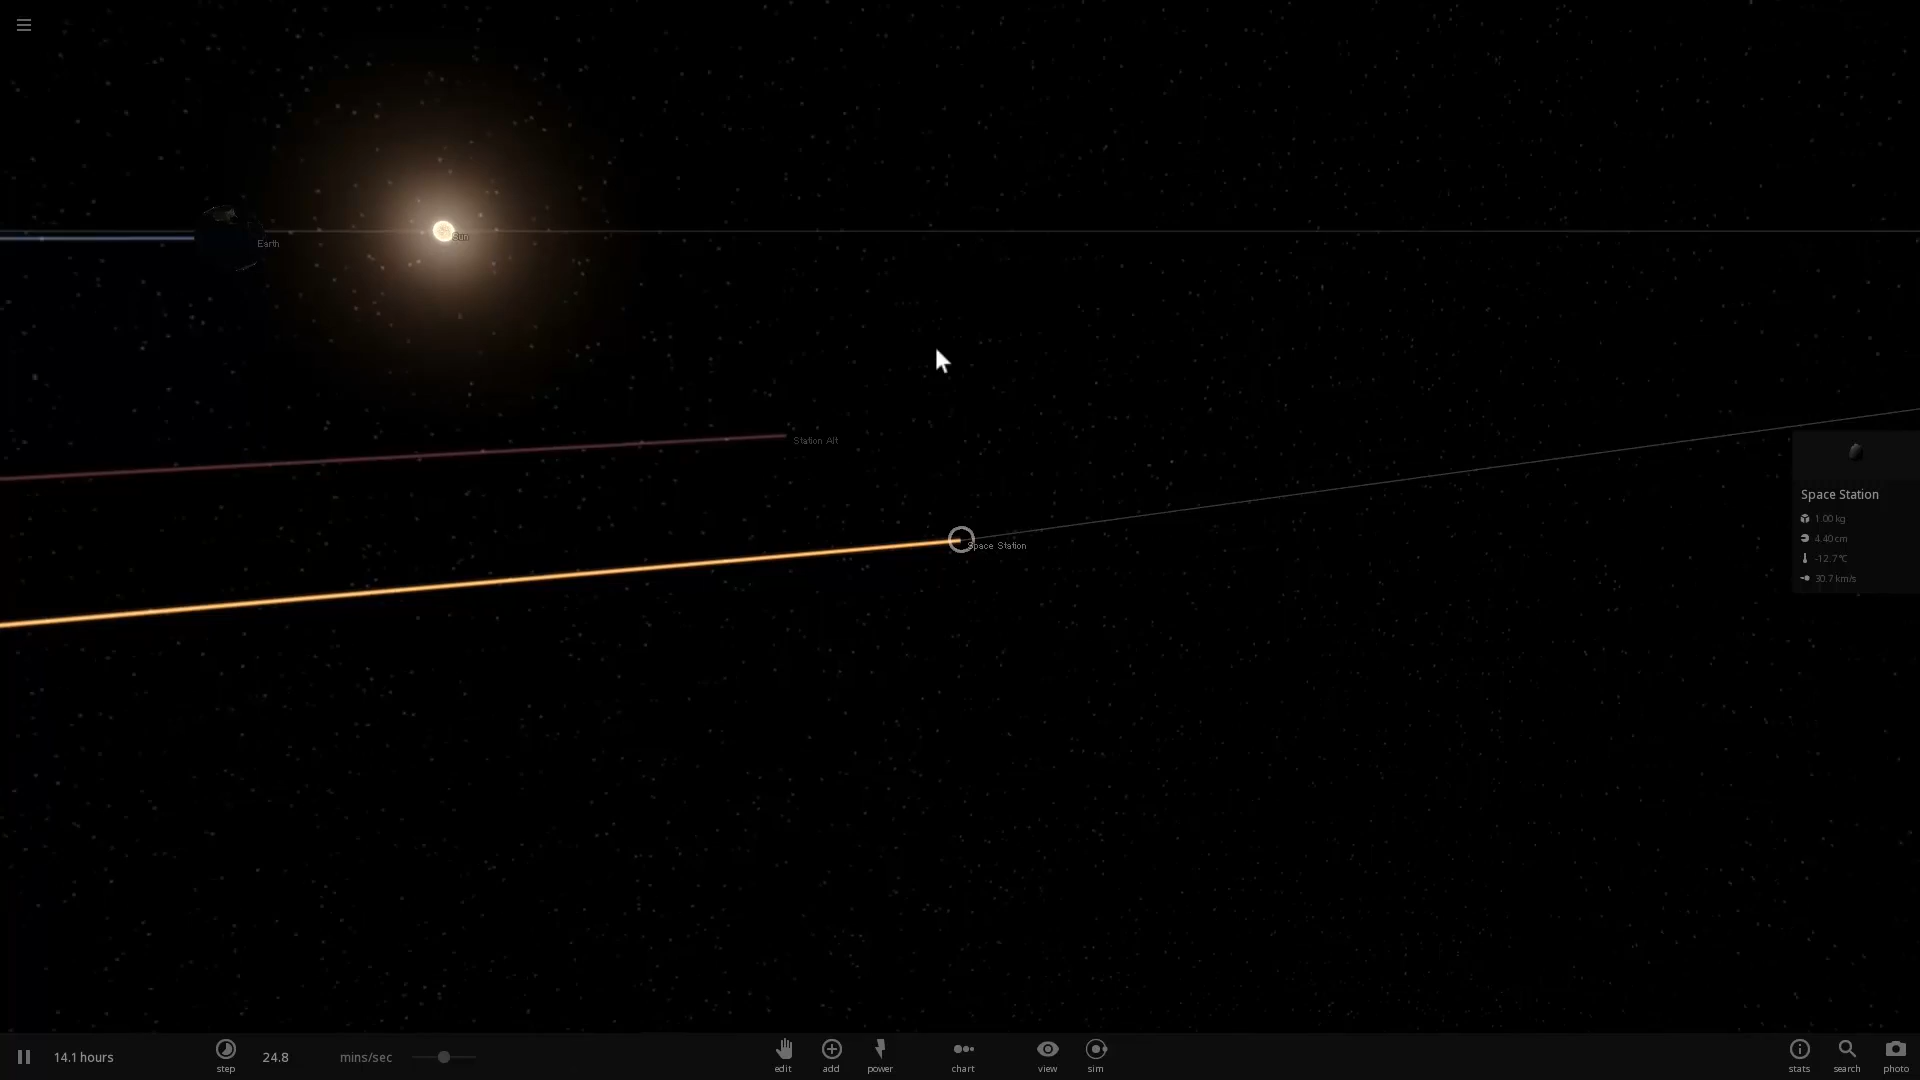 Sun
Earth
Station Alt
Space Station
Space Station
1.00 kg
4.40 cm
-12.7°C
30.7 km/s
14.1 hours
step
24.8
mins/sec
edit
add
power
chart
view
sim
stats
search
photo